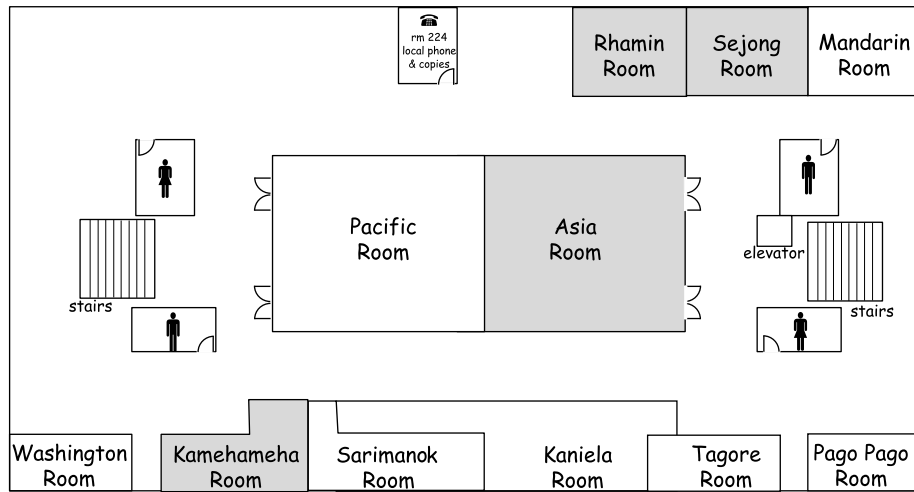 rm 224
local phone
& copies
Rhamin
Room
Sejong
Room
Mandarin
Room
Pacific
Room
Asia
Room
elevator
stairs
stairs
Washington
Room
Kamehameha
Room
Sarimanok
Room
Kaniela
Room
Tagore
Room
Pago Pago
Room